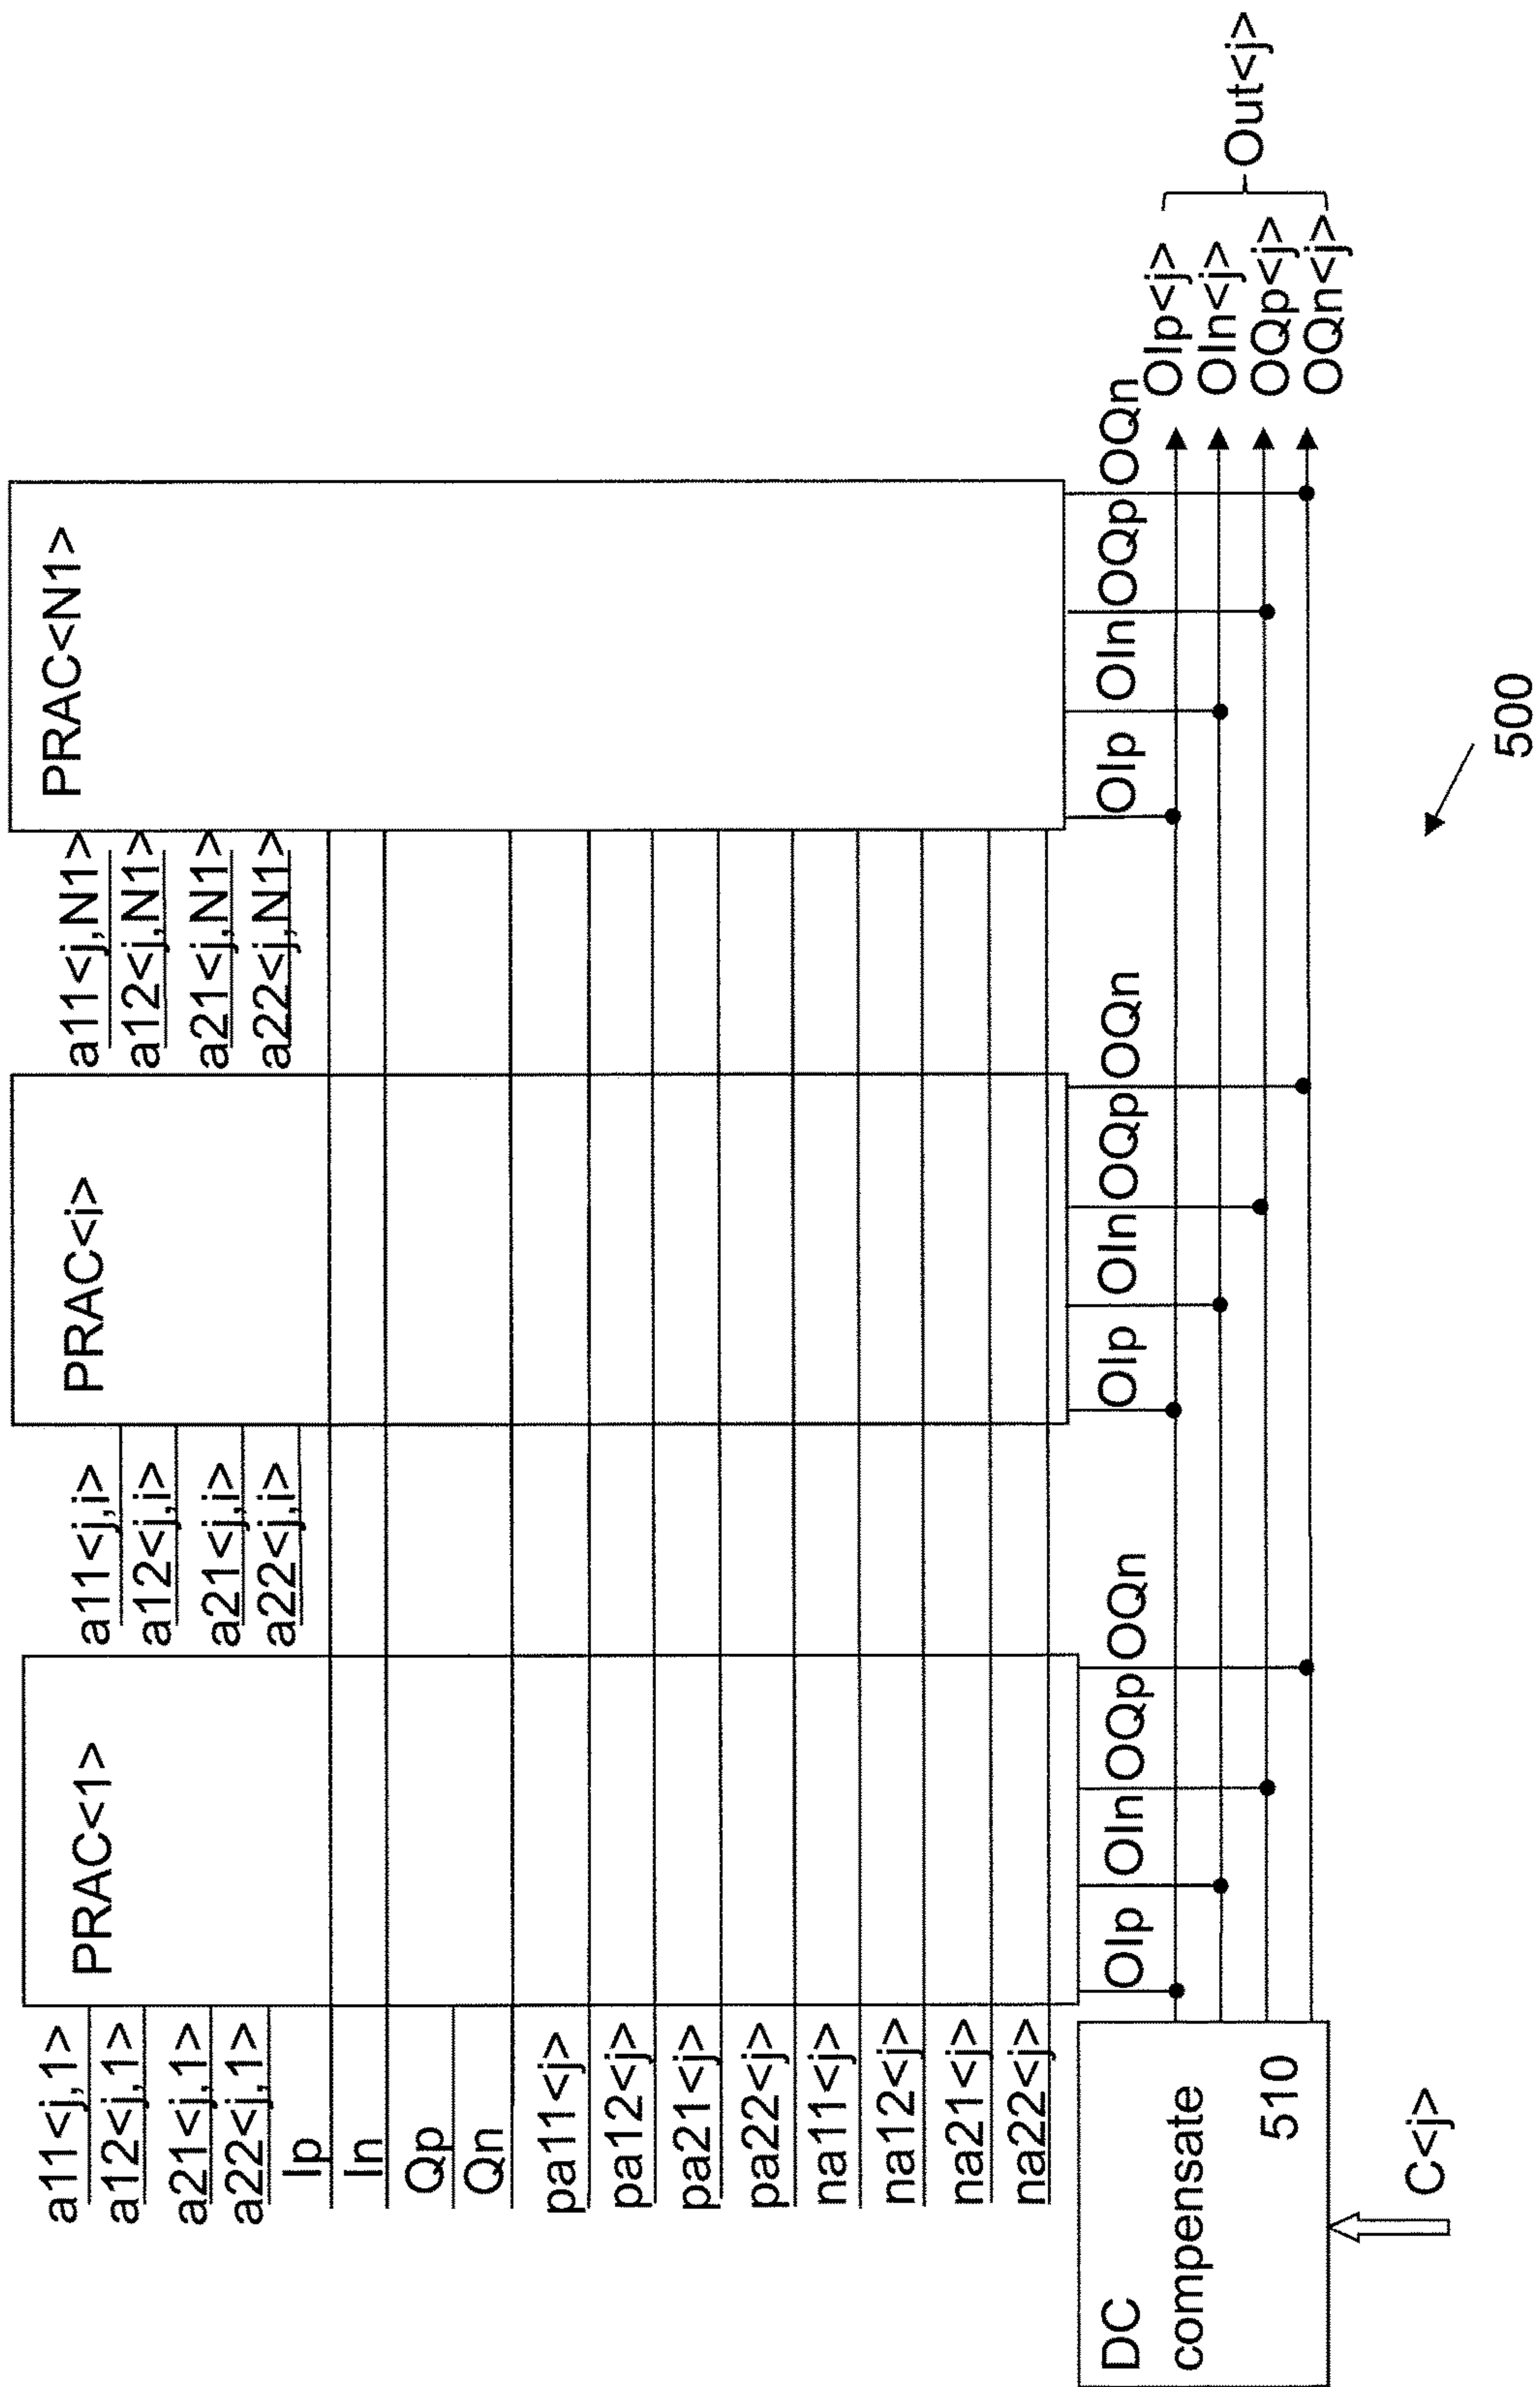 PRAC<1>
PRAC<i>
PRAC<N1>
a11<j,1>
a12<j,1>
a21<j,1>
a22<j,1>
Ip
In
Qp
Qn
pa11<j>
pa12<j>
pa21<j>
pa22<j>
na11<j>
na12<j>
na21<j>
na22<j>
a11<j,i>
a12<j,i>
a21<j,i>
a22<j,i>
a11<j,N1>
a12<j,N1>
a21<j,N1>
a22<j,N1>
OIp OIn OQp OQn
OIp OIn OQp OQn
OIp OIn OQp OQn
DC
compensate
510
C<j>
OIp<j>
OIn<j>
OQp<j>
OQn<j>
Out<j>
500